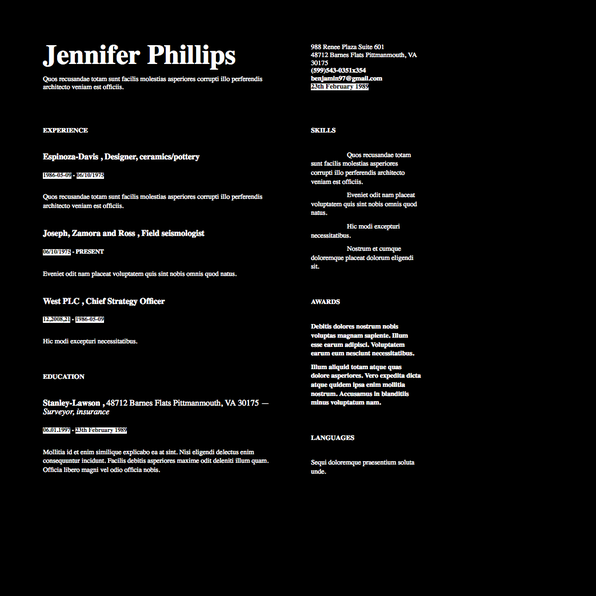 Jennifer Phillips
Quos recusandae totam sunt facilis molestias asperiores corrupti illo perferendis
architecto veniam est officiis.
988 Renee Plaza Suite 601
48712 Barnes Flats Pittmanmouth, VA
30175
(599)543-0351x354
benjamin97@gmail.com
23th February 1989
EXPERIENCE
Espinoza-Davis , Designer, ceramics/pottery
1986-05-09 - 06/10/1975
Quos recusandae totam sunt facilis molestias asperiores corrupti illo perferendis
architecto veniam est officiis.
Joseph, Zamora and Ross , Field seismologist
06/10/1975 - PRESENT
Eveniet odit nam placeat voluptatem quis sint nobis omnis quod natus.
West PLC , Chief Strategy Officer
12.2008.21 - 1986-05-09
Hic modi excepturi necessitatibus.
EDUCATION
Stanley-Lawson , 48712 Barnes Flats Pittmanmouth, VA 30175 —
Surveyor, insurance
06.01.1997 - 23th February 1989
Mollitia id et enim similique explicabo ea at sint. Nisi eligendi delectus enim
consequuntur incidunt. Facilis debitis asperiores maxime odit deleniti illum quam.
Officia libero magni vel odio officia nobis.
SKILLS
Quos recusandae totam
sunt facilis molestias asperiores
corrupti illo perferendis architecto
veniam est officiis.
Eveniet odit nam placeat
voluptatem quis sint nobis omnis quod
natus.
Hic modi excepturi
necessitatibus.
Nostrum et cumque
doloremque placeat dolorum eligendi
sit.
AWARDS
Debitis dolores nostrum nobis
voluptas magnam sapiente. Illum
esse earum adipisci. Voluptatem
earum eum nesciunt necessitatibus.
Illum aliquid totam atque quas
dolore asperiores. Vero expedita dicta
atque quidem ipsa enim mollitia
nostrum. Accusamus in blanditiis
minus voluptatum nam.
LANGUAGES
Sequi doloremque praesentium soluta
unde.